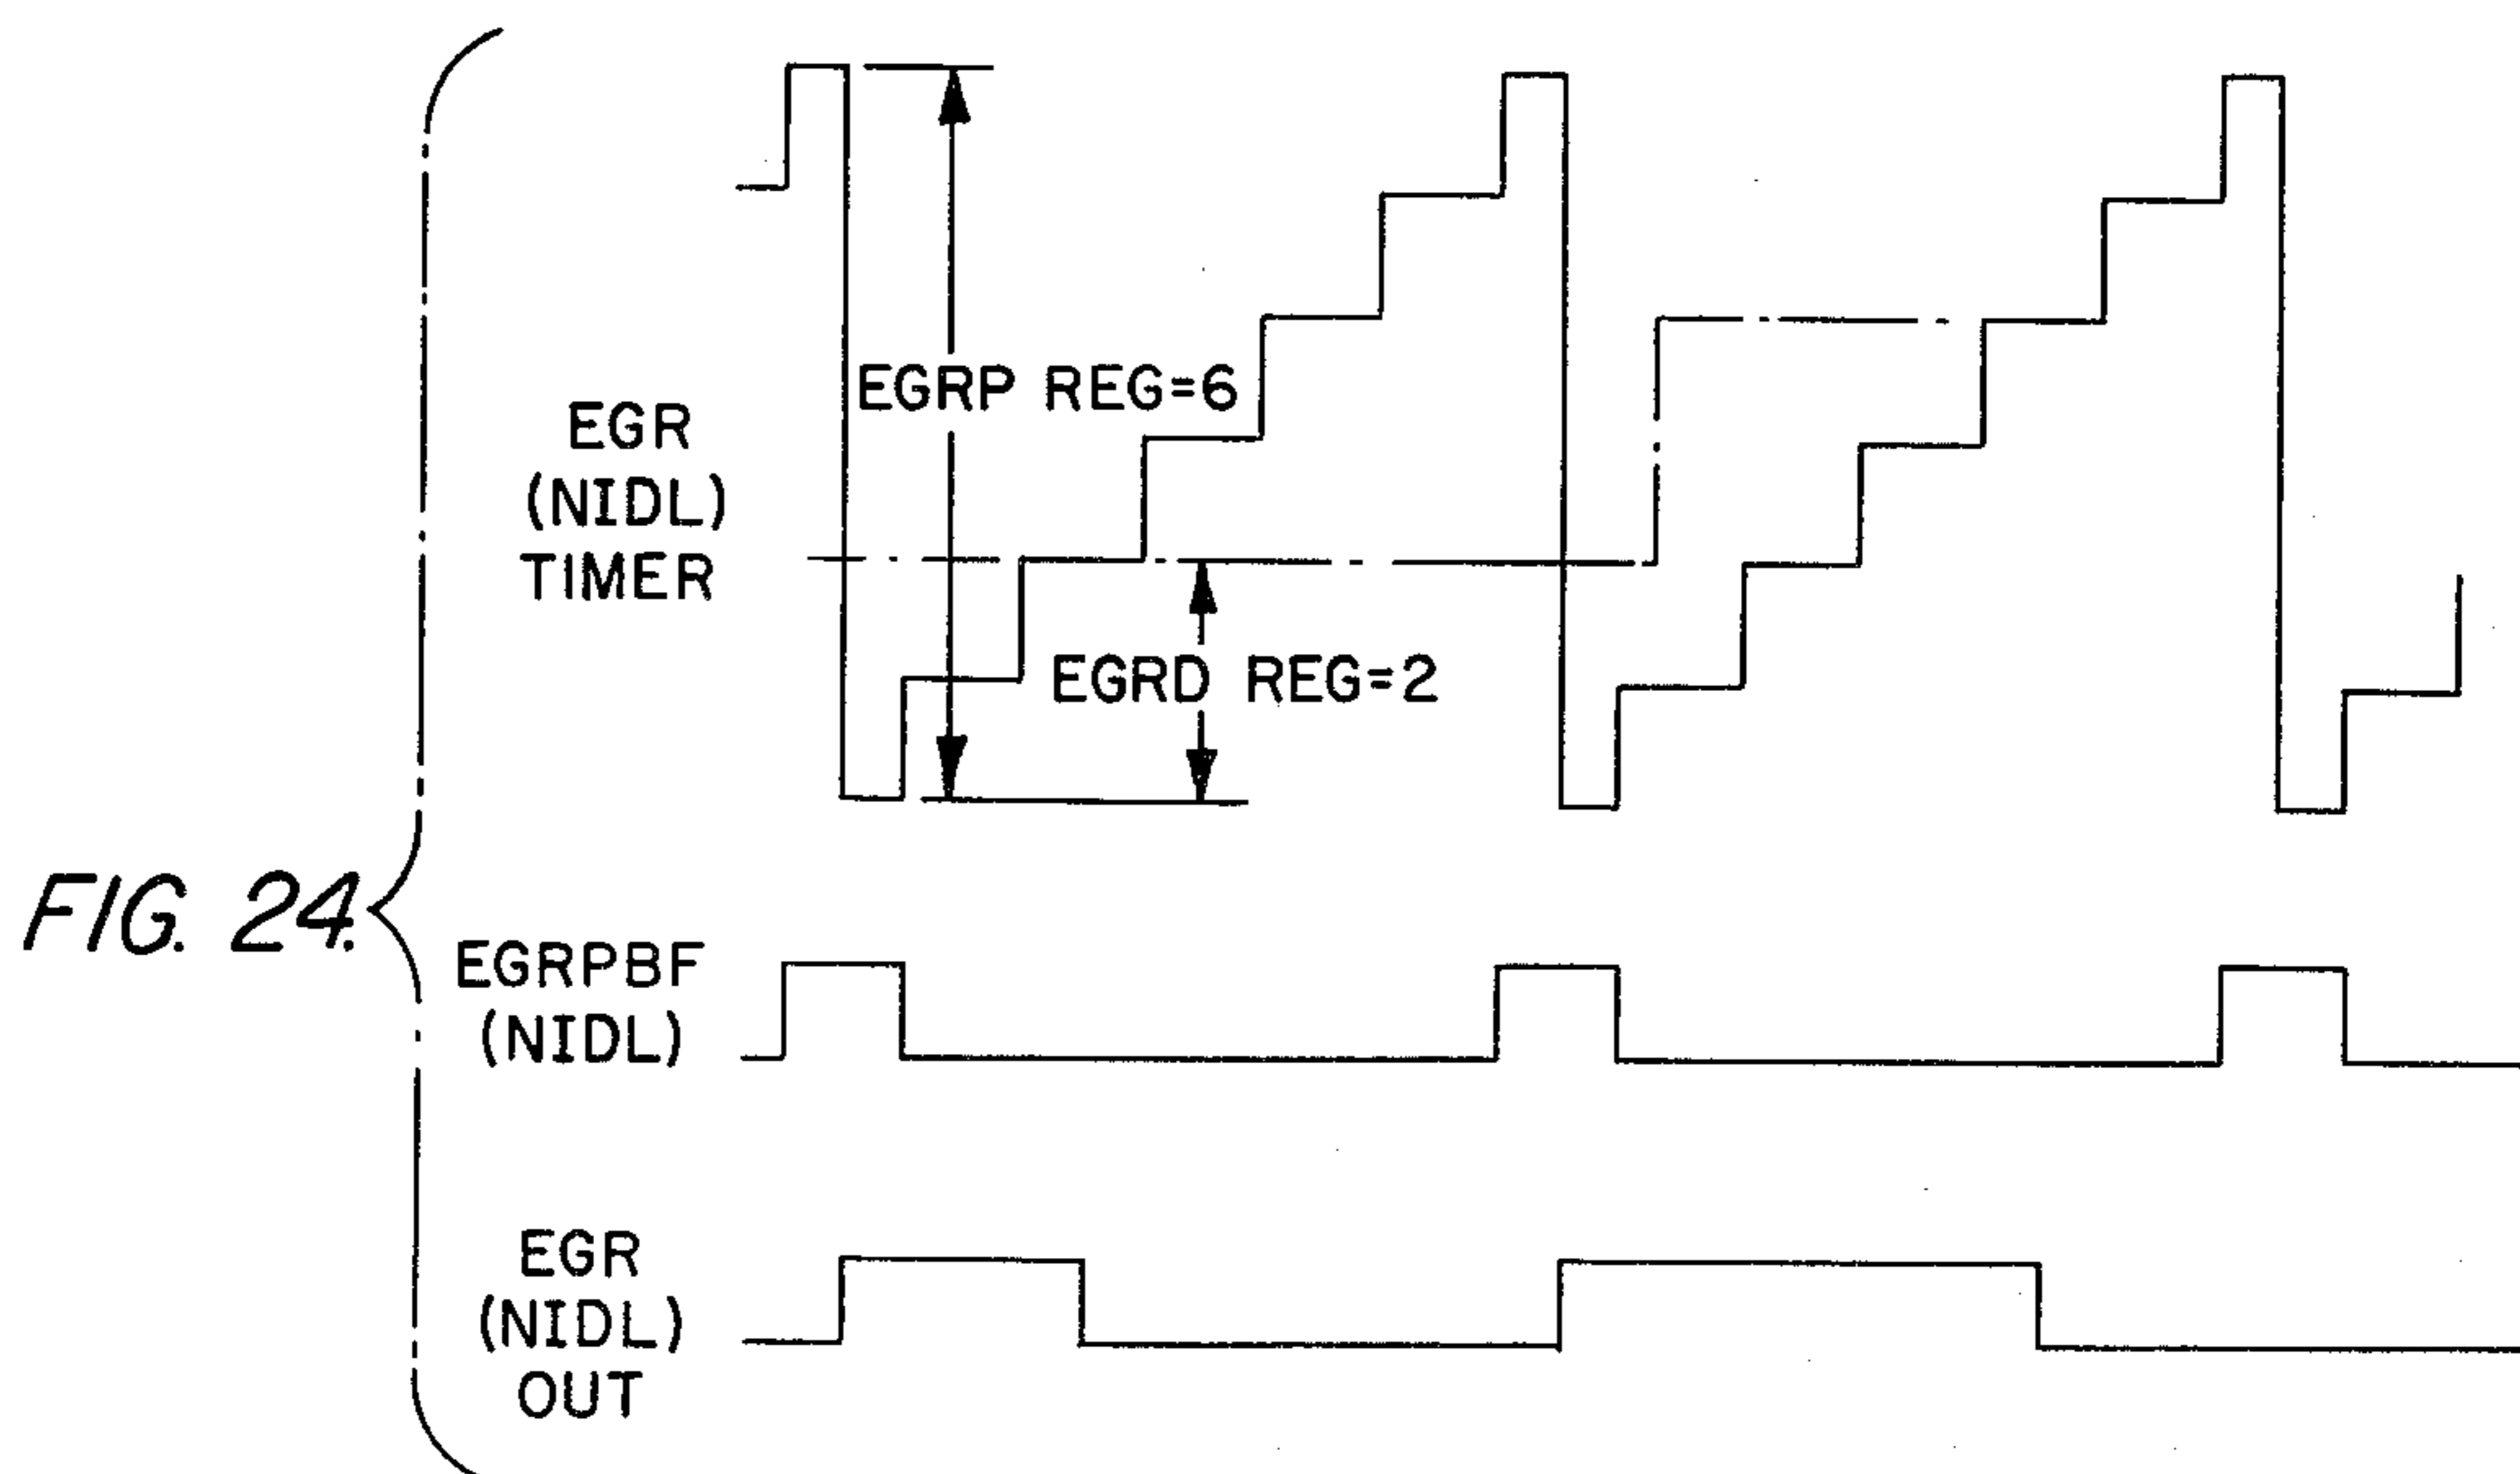 EGRP REG=6
EGR
(NIDL)
TIMER
EGRD REG=2
FIG. 24.
EGRPBF
(NIDL)
EGR
(NIDL)
OUT